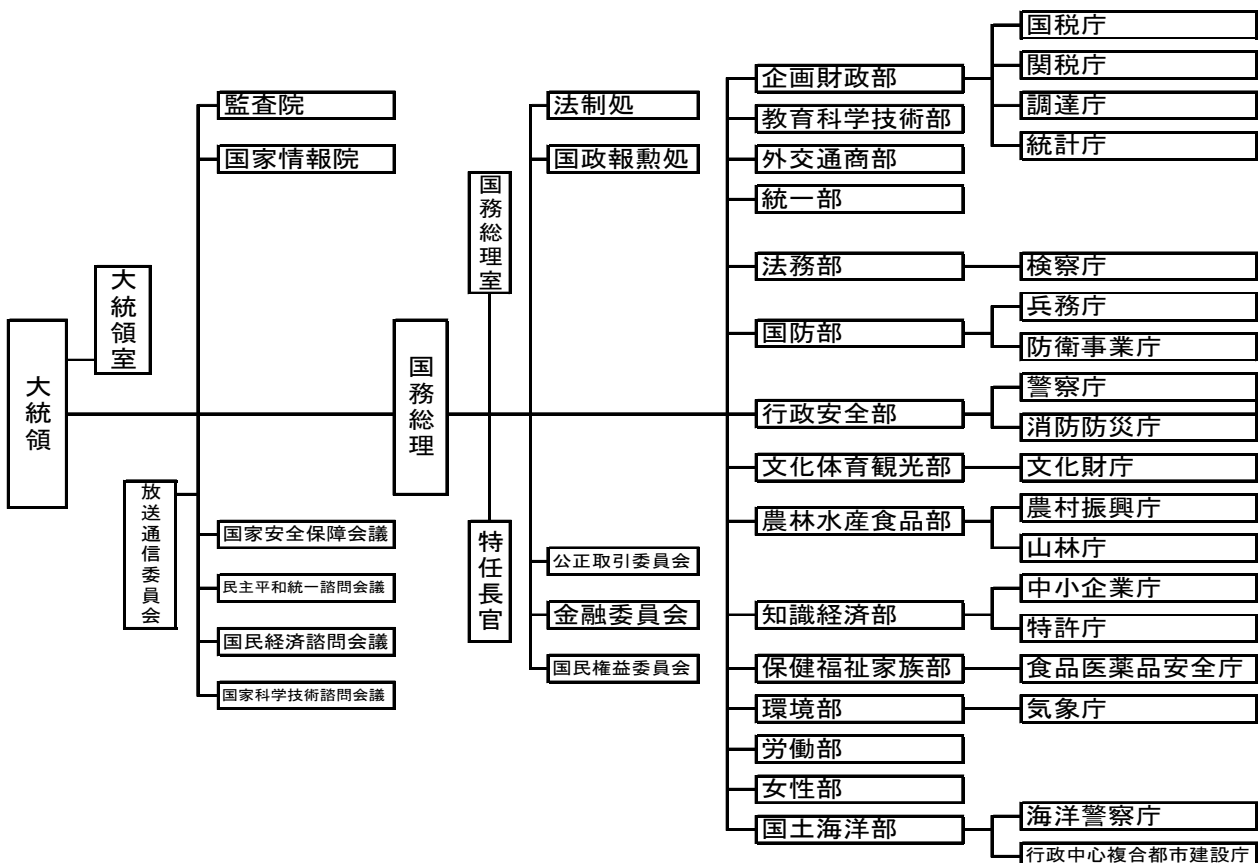 大統領
大統領室
監査院
国家情報院
放送通信委員会
国家安全保障会議
民主平和統一諮問会議
国民経済諮問会議
国家科学技術諮問会議
国務総理
国務総理室
特任長官
法制処
国政報勲処
公正取引委員会
金融委員会
国民権益委員会
企画財政部
国税庁
関税庁
調達庁
統計庁
教育科学技術部
外交通商部
統一部
法務部
検察庁
国防部
兵務庁
防衛事業庁
行政安全部
警察庁
消防防災庁
文化体育観光部
文化財庁
農林水産食品部
農村振興庁
山林庁
知識経済部
中小企業庁
特許庁
保健福祉家族部
食品医薬品安全庁
環境部
気象庁
労働部
女性部
国土海洋部
海洋警察庁
行政中心複合都市建設庁